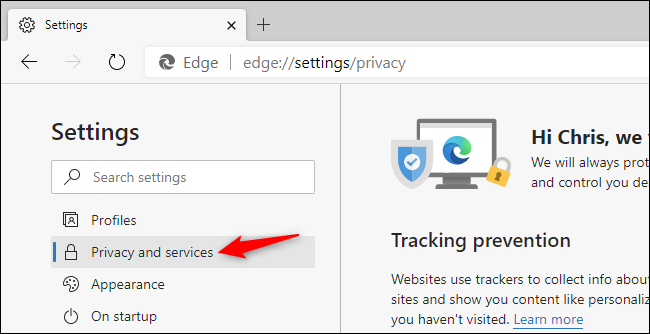 Settings
Edge
edge://settings/privacy
Settings
Search settings
Profiles
Privacy and services
Appearance
On startup
Hi Chris, we
We will always prot
and control you de
Tracking prevention
Websites use trackers to collect info about
sites and show you content like personaliz
you haven't visited. Learn more